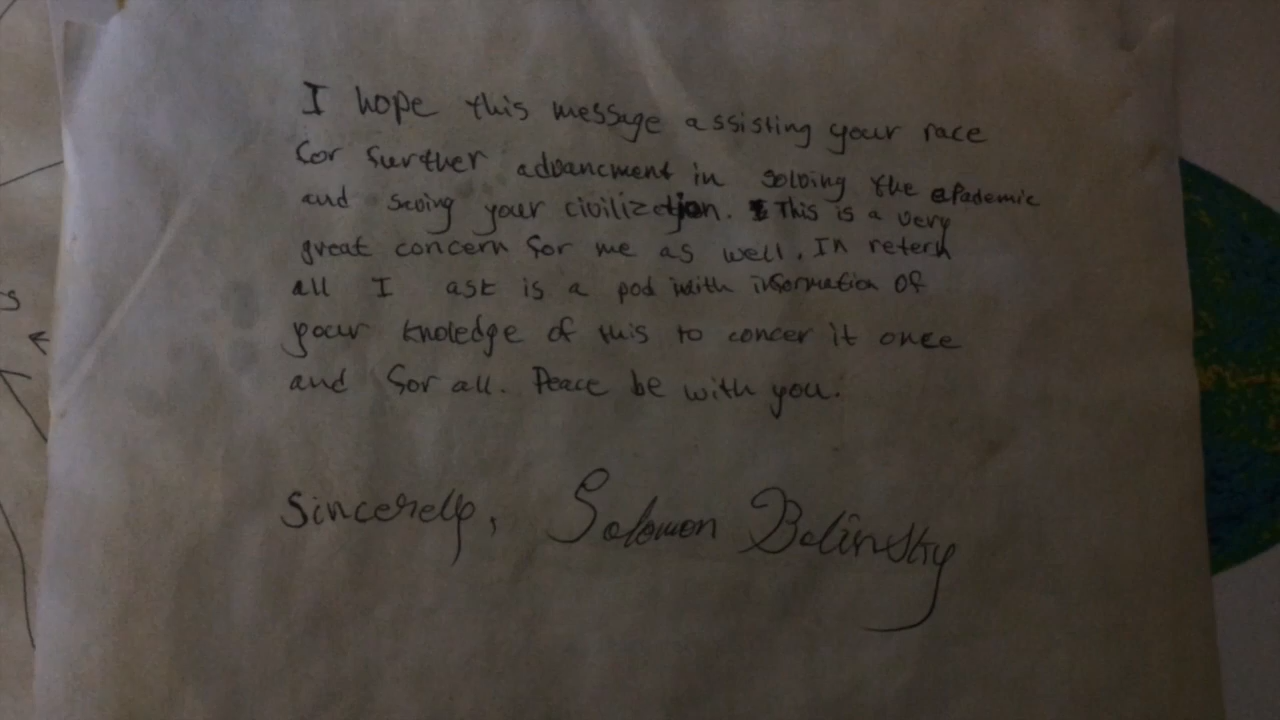 I hope this message assisting your race
for further advancment in solving the epademic
and saving your civilization. This is a very
great concern for me as well. In retern
all I ask is a pod with information of
your knoledge of this to concer it once
and for all. Peace be with you.
Sincerely, Solomon Bolinsky
s